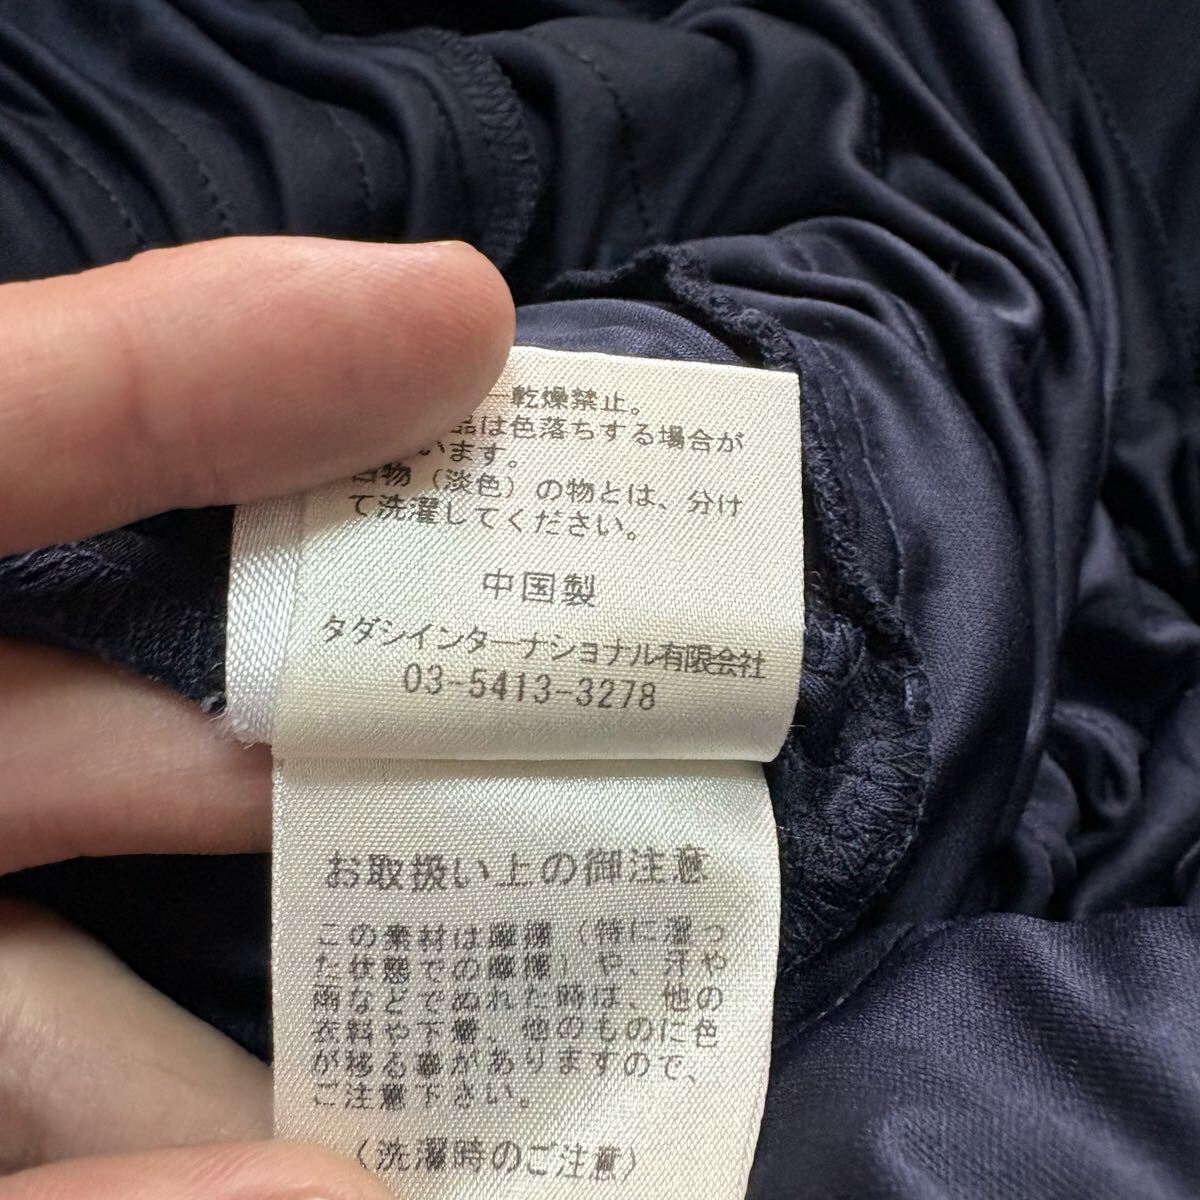 乾燥禁止。
品は色落ちする場合が
います。
物（淡色）の物とは、分け
て洗濯してください。
中国製
タダシインターナショナル有限会社
03-5413-3278
お取扱い上の御注意
この素材は摩擦（特に湿っ
た状態での摩擦）や、汗や
雨などでぬれた時は、他の
衣料や下着、他のものに色
が移る事がありますので、
ご注意下さい。
〈洗濯時のご注意〉